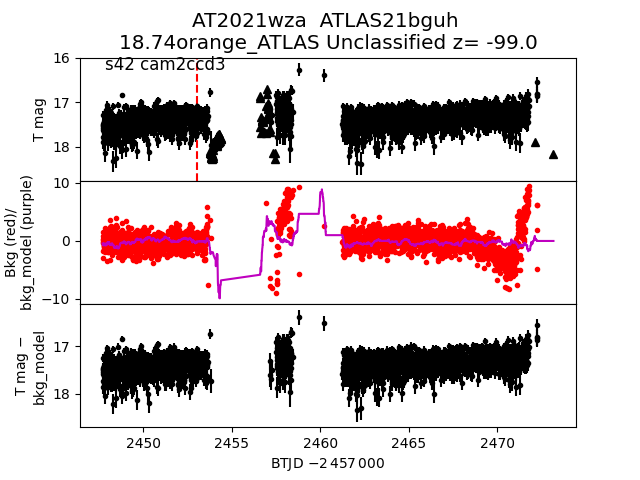 AT2021wza  ATLAS21bguh
18.74orange_ATLAS Unclassified z= -99.0
s42 cam2ccd3
16
17
18
T mag
10
0
−10
Bkg (red)/
bkg_model (purple)
17
18
T mag −
bkg_model
2450
2455
2460
2465
2470
BTJD −2 457 000